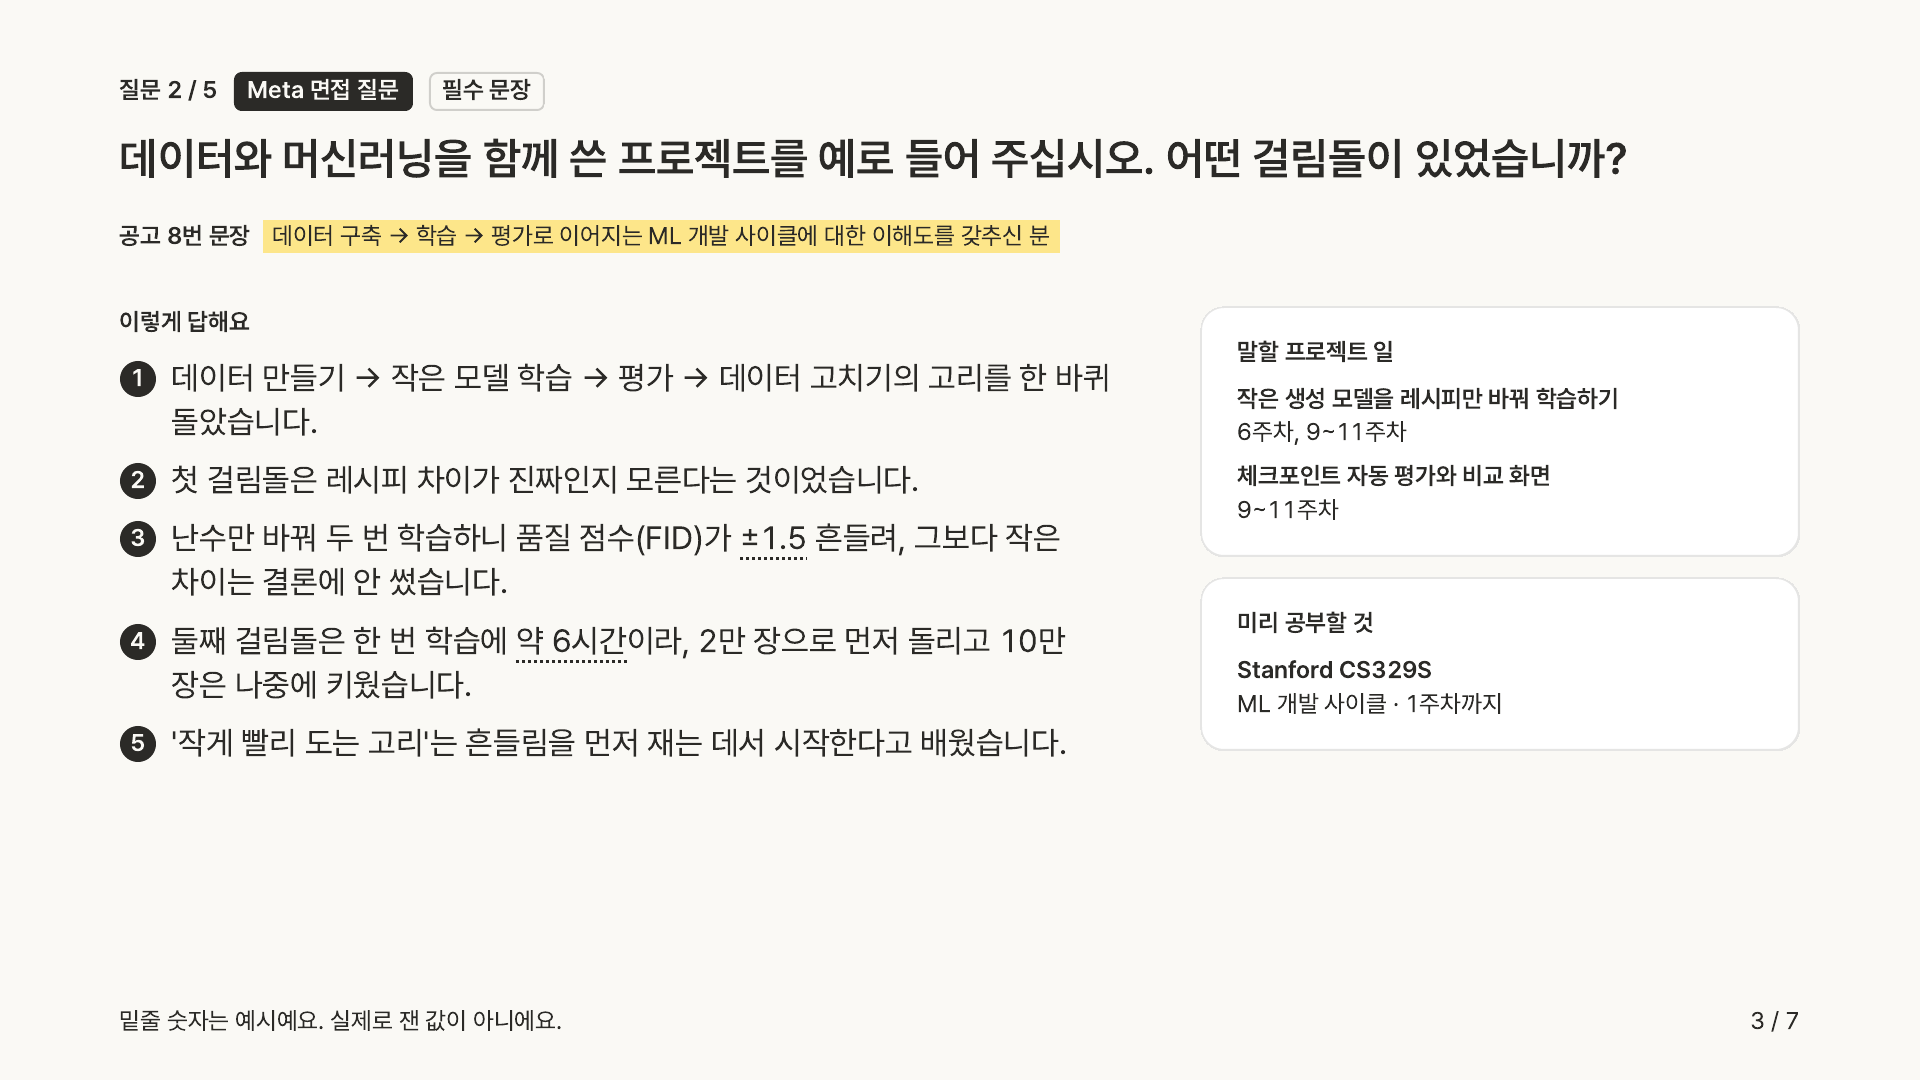 질문 2 / 5
Meta 면접 질문
필수 문장
데이터와 머신러닝을 함께 쓴 프로젝트를 예로 들어 주십시오. 어떤 걸림돌이 있었습니까?
공고 8번 문장
데이터 구축 → 학습 → 평가로 이어지는 ML 개발 사이클에 대한 이해도를 갖추신 분
이렇게 답해요
1 데이터 만들기 → 작은 모델 학습 → 평가 → 데이터 고치기의 고리를 한 바퀴
돌았습니다.
2 첫 걸림돌은 레시피 차이가 진짜인지 모른다는 것이었습니다.
3 난수만 바꿔 두 번 학습하니 품질 점수(FID)가 ±1.5 흔들려, 그보다 작은
차이는 결론에 안 썼습니다.
4 둘째 걸림돌은 한 번 학습에 약 6시간이라, 2만 장으로 먼저 돌리고 10만
장은 나중에 키웠습니다.
5 '작게 빨리 도는 고리'는 흔들림을 먼저 재는 데서 시작한다고 배웠습니다.
말할 프로젝트 일
작은 생성 모델을 레시피만 바꿔 학습하기
6주차, 9~11주차
체크포인트 자동 평가와 비교 화면
9~11주차
미리 공부할 것
Stanford CS329S
ML 개발 사이클 · 1주차까지
밑줄 숫자는 예시예요. 실제로 잰 값이 아니에요.
3 / 7